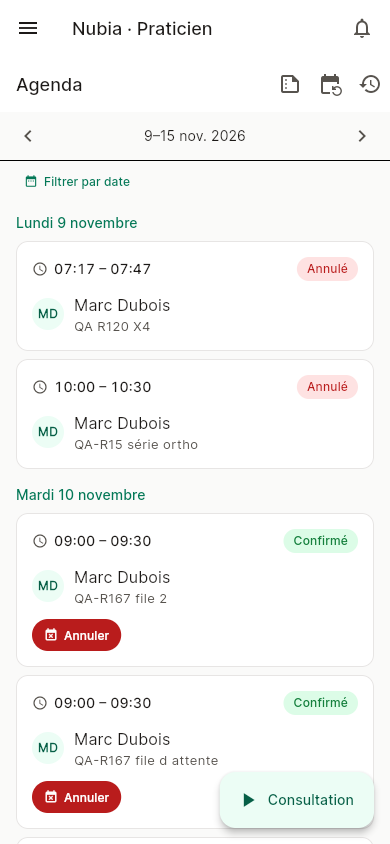 Nubia · Praticien
Agenda
9–15 nov. 2026
Filtrer par date
Lundi 9 novembre
07:17 – 07:47
Annulé
MD
Marc Dubois
QA R120 X4
10:00 – 10:30
Annulé
MD
Marc Dubois
QA-R15 série ortho
Mardi 10 novembre
09:00 – 09:30
Confirmé
MD
Marc Dubois
QA-R167 file 2
Annuler
09:00 – 09:30
Confirmé
MD
Marc Dubois
QA-R167 file d attente
Annuler
Consultation